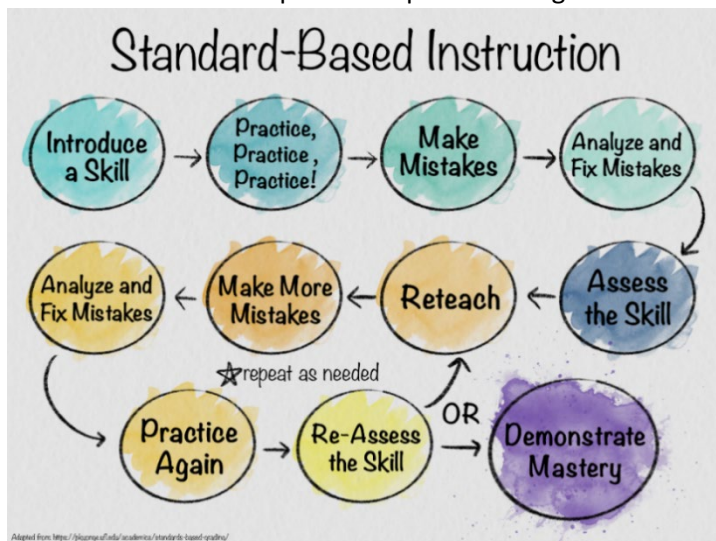 Standard-Based Instruction
Introduce
a Skill
Practice,
Practice,
Practice!
Make
Mistakes
Analyze and
Fix Mistakes
Assess
the Skill
Reteach
Make More
Mistakes
Analyze and
Fix Mistakes
☆repeat as needed
Practice
Again
Re-Assess
the Skill
OR
Demonstrate
Mastery